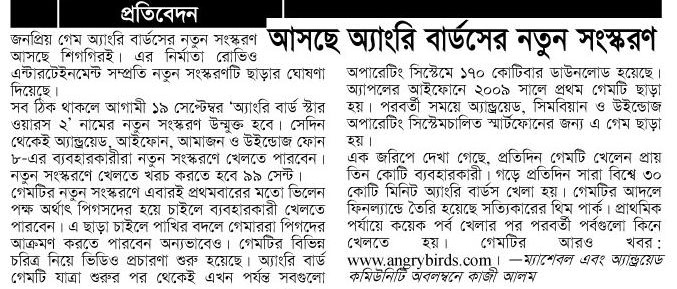 প্রতিবেদন
আসছে অ্যাংরি বার্ডসের নতুন সংস্করণ
জনপ্রিয় গেম অ্যাংরি বার্ডসের নতুন সংস্করণ
আসছে শিগগিরই। এর নির্মাতা রোভিও
এন্টারটেইনমেন্ট সম্প্রতি নতুন সংস্করণটি ছাড়ার ঘোষণা
দিয়েছে।
সব ঠিক থাকলে আগামী ১৯ সেপ্টেম্বর ‘অ্যাংরি বার্ড স্টার
ওয়ারস ২’ নামের নতুন সংস্করণ উন্মুক্ত হবে। সেদিন
থেকেই অ্যান্ড্রয়েড, আইফোন, আমাজন ও উইন্ডোজ ফোন
৮-এর ব্যবহারকারীরা নতুন সংস্করণে খেলতে পারবেন।
নতুন সংস্করণে খেলতে খরচ করতে হবে ৯৯ সেন্ট।
গেমটির নতুন সংস্করণে এবারই প্রথমবারের মতো ভিলেন
পক্ষ অর্থাৎ পিগসদের হয়ে চাইলে ব্যবহারকারী খেলতে
পারবেন। এ ছাড়া চাইলে পাখির বদলে গেমাররা পিগদের
আক্রমণ করতে পারবেন অন্যভাবেও। গেমটির বিভিন্ন
চরিত্র নিয়ে ভিডিও প্রচারণা শুরু হয়েছে। অ্যাংরি বার্ড
গেমটি যাত্রা শুরুর পর থেকেই এখন পর্যন্ত সবগুলো
অপারেটিং সিস্টেমে ১৭০ কোটিবার ডাউনলোড হয়েছে।
অ্যাপলের আইফোনে ২০০৯ সালে প্রথম গেমটি ছাড়া
হয়। পরবর্তী সময়ে অ্যান্ড্রয়েড, সিমবিয়ান ও উইন্ডোজ
অপারেটিং সিস্টেমচালিত স্মার্টফোনের জন্য এ গেম ছাড়া
হয়।
এক জরিপে দেখা গেছে, প্রতিদিন গেমটি খেলেন প্রায়
তিন কোটি ব্যবহারকারী। গড়ে প্রতিদিন সারা বিশ্বে ৩০
কোটি মিনিট অ্যাংরি বার্ডস খেলা হয়। গেমটির আদলে
ফিনল্যান্ডে তৈরি হয়েছে সত্যিকারের থিম পার্ক। প্রাথমিক
পর্যায়ে কয়েক পর্ব খেলার পর পরবর্তী পর্বগুলো কিনে
খেলতে হয়। গেমটির আরও খবর:
www.angrybirds.com। —ম্যাশেবল এবং অ্যান্ড্রয়েড
কমিউনিটি অবলম্বনে কাজী আলম